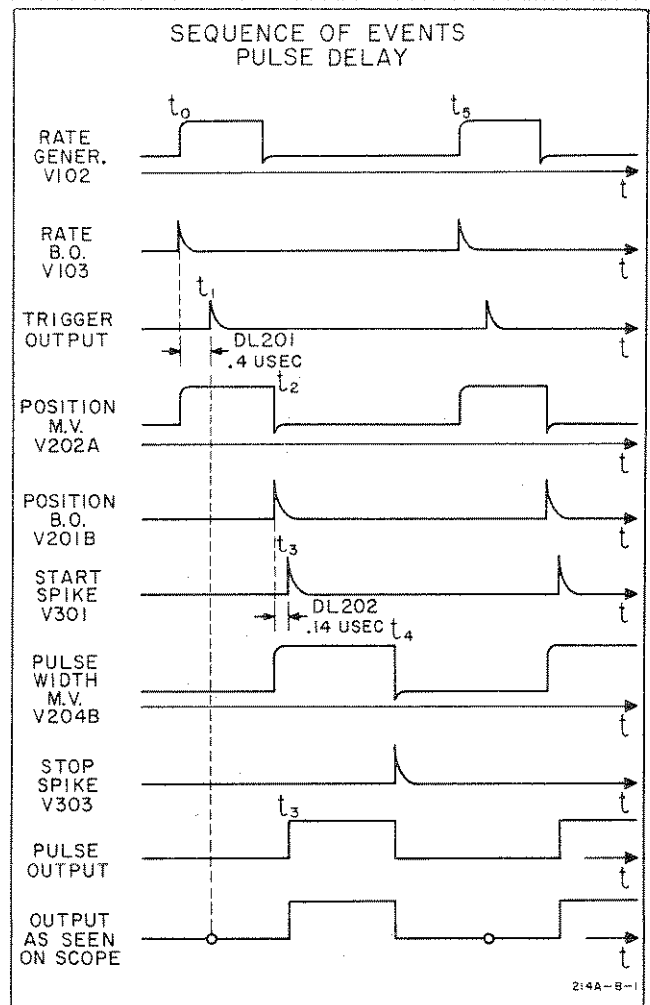 SEQUENCE OF EVENTS
PULSE DELAY
t0
t5
RATE
GENER.
V102
t
RATE
B.O.
V103
t
t1
TRIGGER
OUTPUT
DL201
.4 USEC
t
t2
POSITION
M.V.
V202A
t
POSITION
B.O.
V201B
t
t3
START
SPIKE
V301
DL202
.14 USEC
t
t4
PULSE
WIDTH
M.V.
V204B
t
STOP
SPIKE
V303
t
t3
PULSE
OUTPUT
t
OUTPUT
AS SEEN
ON SCOPE
t
214A-B-1